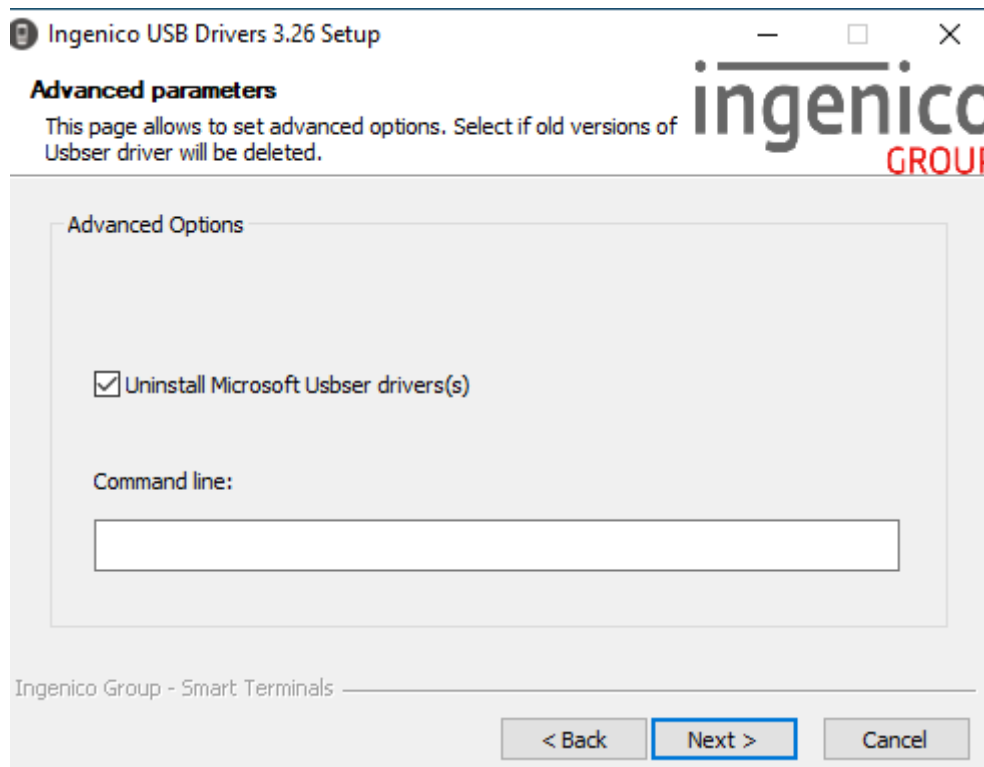 Ingenico USB Drivers 3.26 Setup
Advanced parameters
This page allows to set advanced options. Select if old versions of
Usbser driver will be deleted.
ingenico
GROUP
Advanced Options
Uninstall Microsoft Usbser drivers(s)
Command line:
Ingenico Group - Smart Terminals
< Back
Next >
Cancel